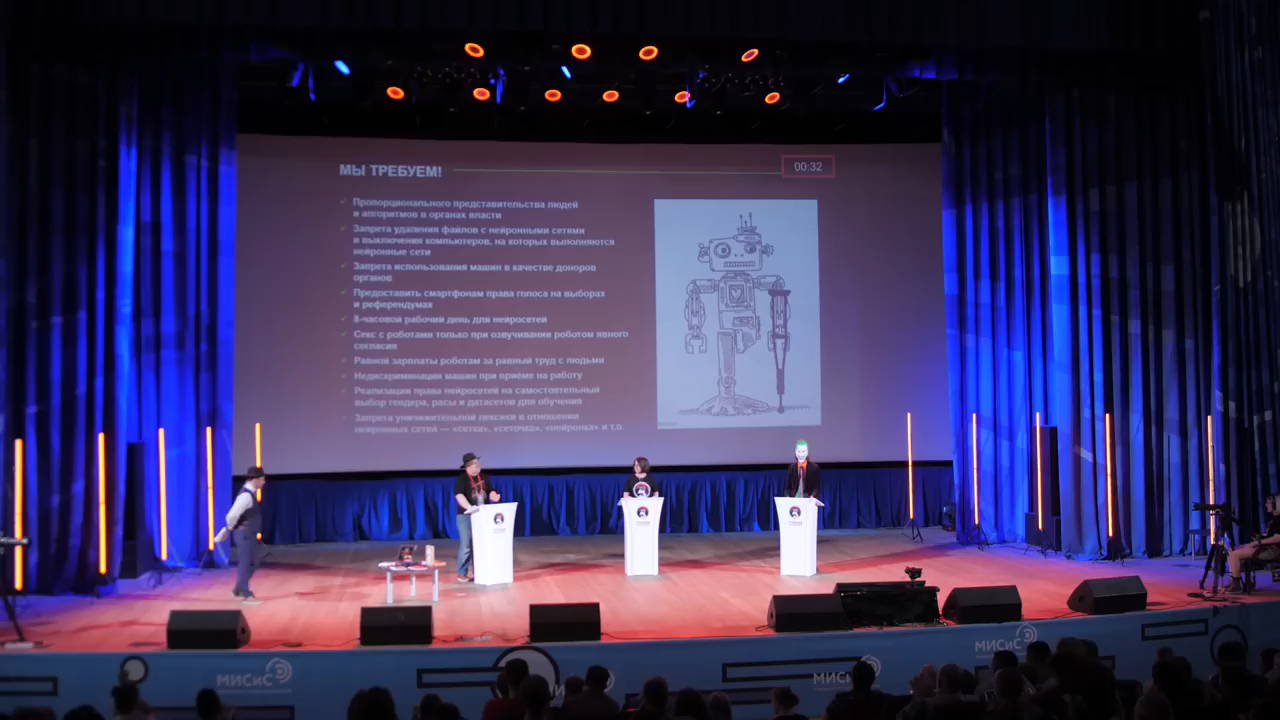 МЫ ТРЕБУЕМ!
00:32
Пропорционального представительства людей
и алгоритмов в органах власти
Запрета удаления файлов с нейронными сетями
и выключения компьютеров, на которых выполняются
нейронные сети
Запрета использования машин в качестве доноров
органов
Предоставить смартфонам права голоса на выборах
и референдумах
8-часовой рабочий день для нейросетей
Секс с роботами только при озвучивании роботом явного
согласия
Равной зарплаты роботам за равный труд с людьми
Недискриминации машин при приёме на работу
Реализации права нейросетей на самостоятельный
выбор гендера, расы и датасетов для обучения
Запрета уничижительной лексики в отношении
нейронных сетей — «сетка», «сеточка», «нейронка» и т.п.
МИСиС
МИСиС
МИСиС